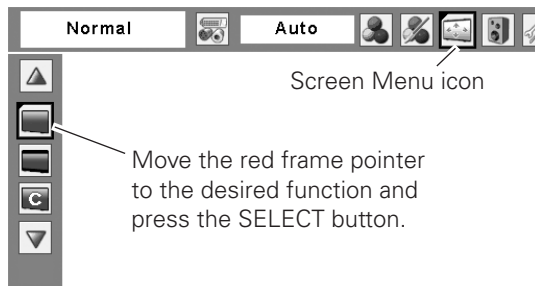 Normal
Auto
Screen Menu icon
Move the red frame pointer
to the desired function and
press the SELECT button.
C